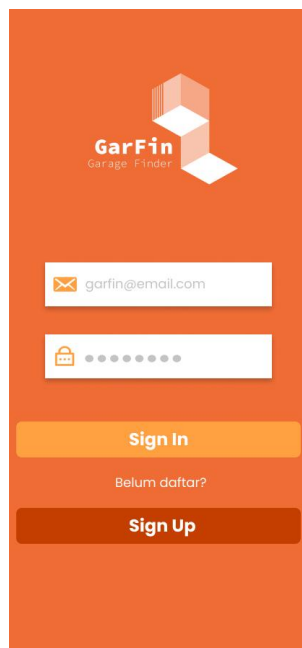 GarFin
Garage Finder
garfin@email.com
Sign In
Belum daftar?
Sign Up